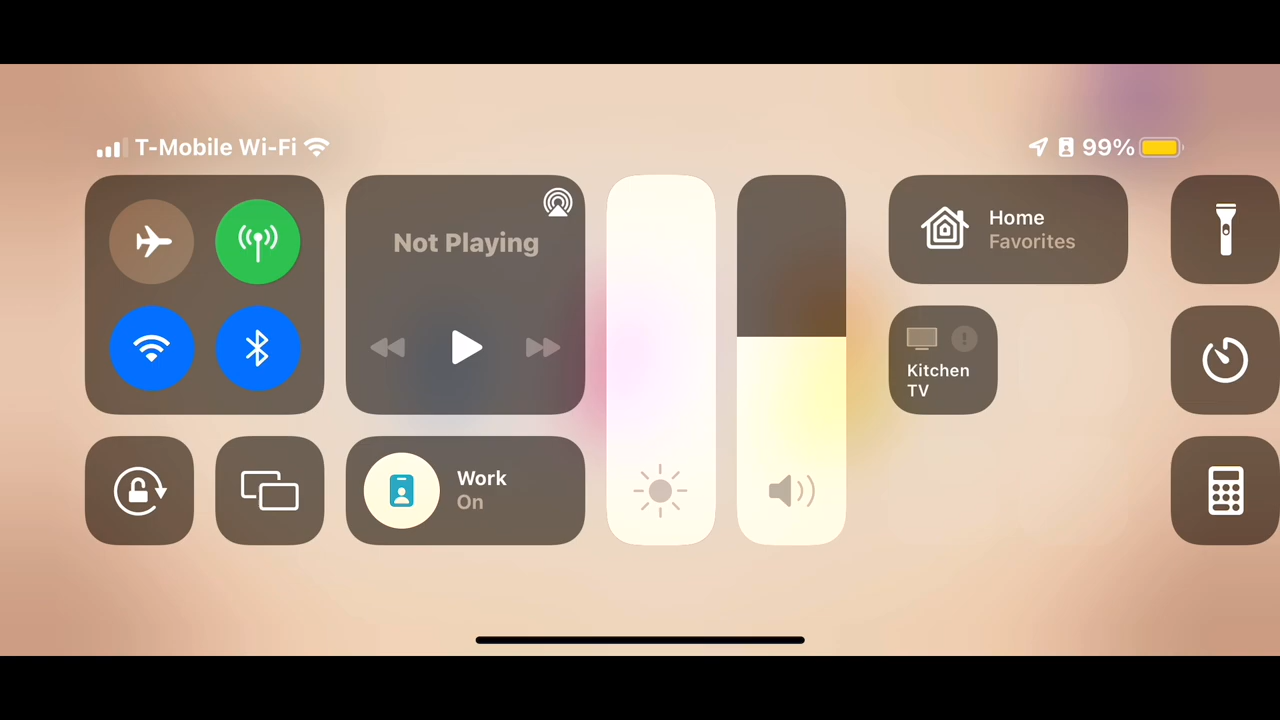 T-Mobile Wi-Fi
99%
Not Playing
Home
Favorites
Kitchen
TV
Work
On